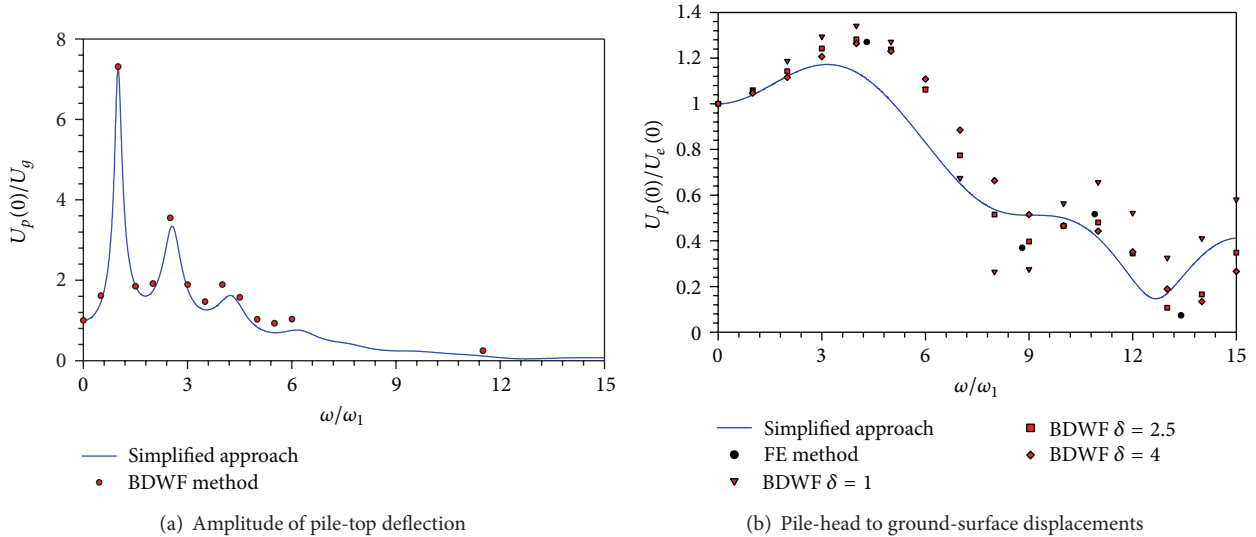 8
6
4
2
0
U_p(0)/U_g
0 3 6 9 12 15
ω/ω₁
Simplified approach
BDWF method
(a) Amplitude of pile-top deflection
1.4
1.2
1
0.8
0.6
0.4
0.2
0
U_p(0)/U_e(0)
0 3 6 9 12 15
ω/ω₁
Simplified approach
FE method
BDWF δ = 1
BDWF δ = 2.5
BDWF δ = 4
(b) Pile-head to ground-surface displacements